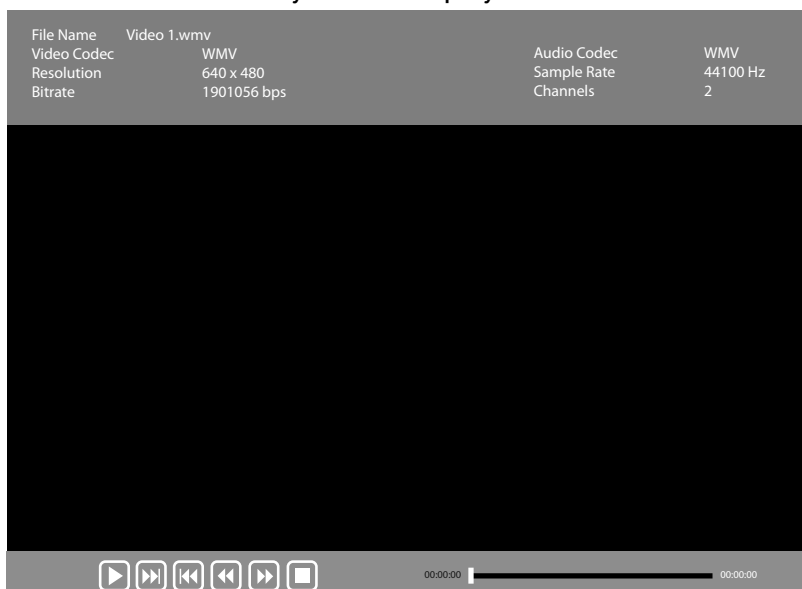 File Name Video 1.wmv
Video Codec WMV
Resolution 640 x 480
Bitrate 1901056 bps
Audio Codec WMV
Sample Rate 44100 Hz
Channels 2
00:00:00 00:00:00